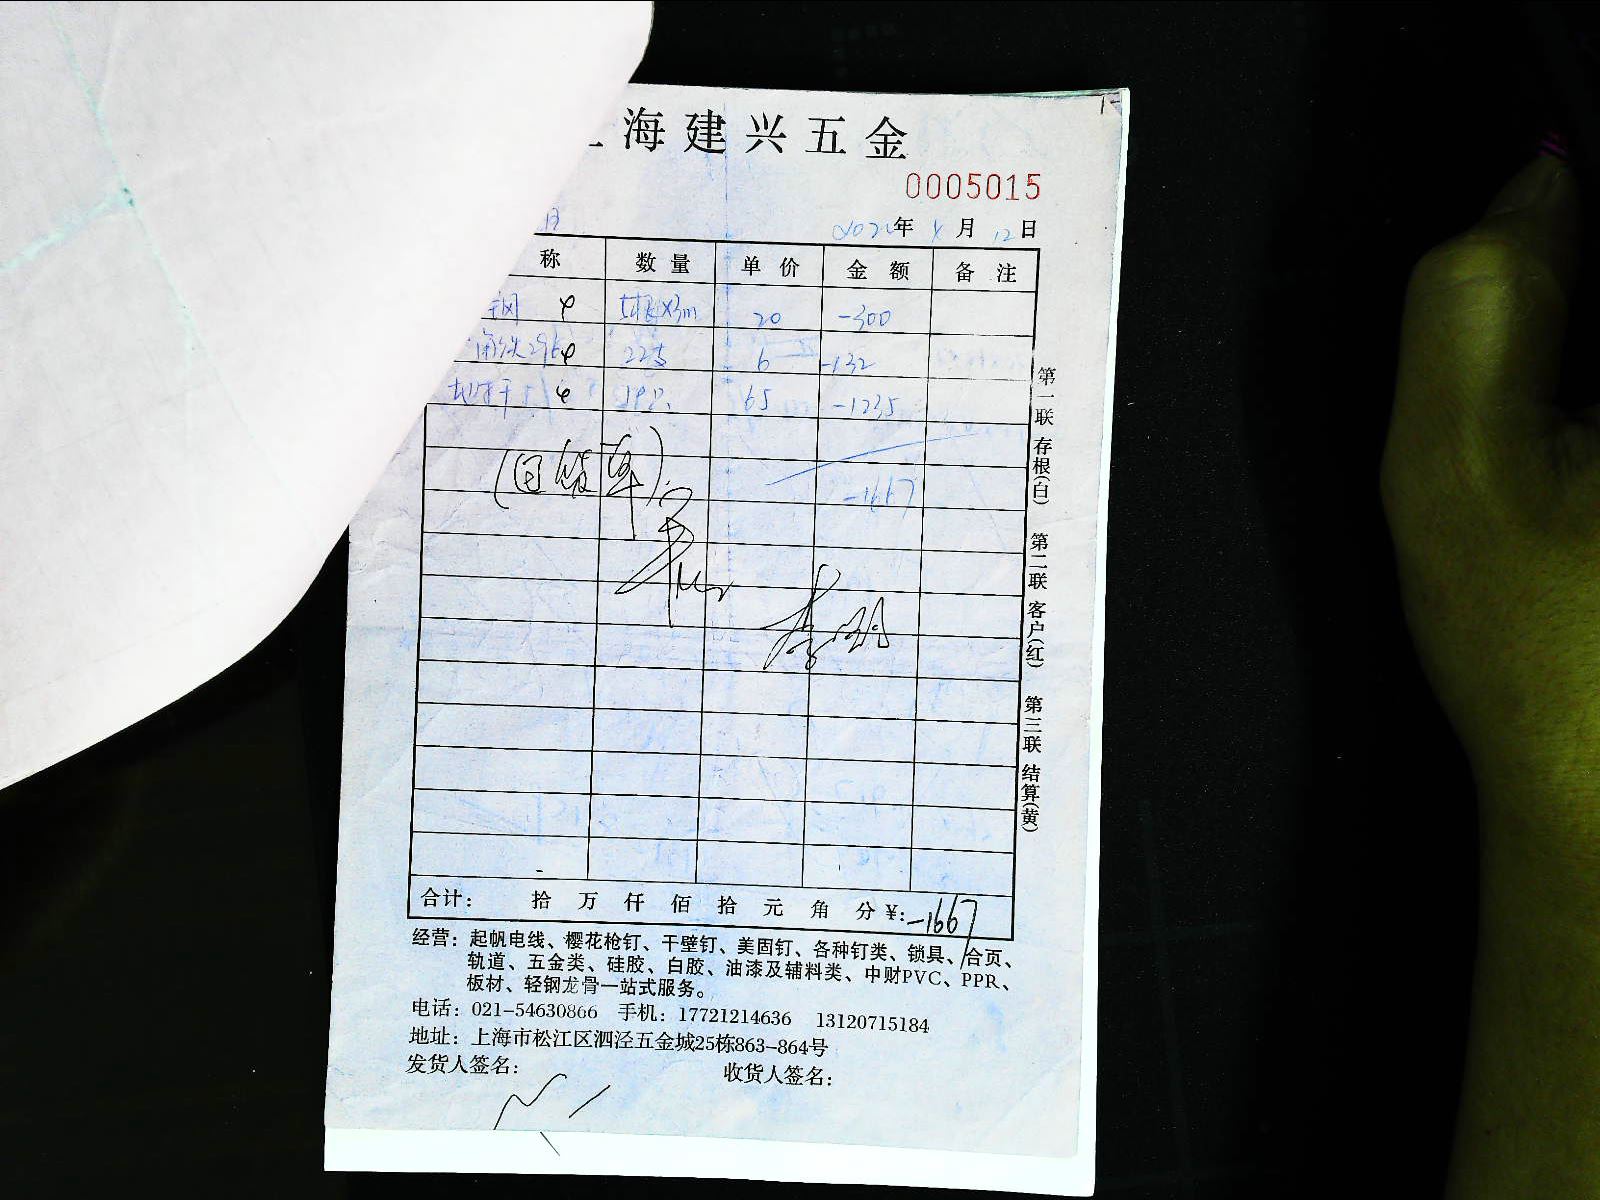 海建兴五金
0005015
年 4 月 12 日
称 数量 单价 金额 备注
20 -300
22支 6 -132
65 -1235
-1667
第一联 存根(白) 第二联 客户(红) 第三联 结算(黄)
合计: 拾 万 仟 佰 拾 元 角 分 ¥:-1667
经营: 起帆电线、樱花枪钉、干壁钉、美固钉、各种钉类、锁具、合页、
轨道、五金类、硅胶、白胶、油漆及辅料类、中财PVC、PPR、
板材、轻钢龙骨一站式服务。
电话: 021-54630866 手机: 17721214636 13120715184
地址: 上海市松江区泗泾五金城25栋863-864号
发货人签名: 收货人签名: